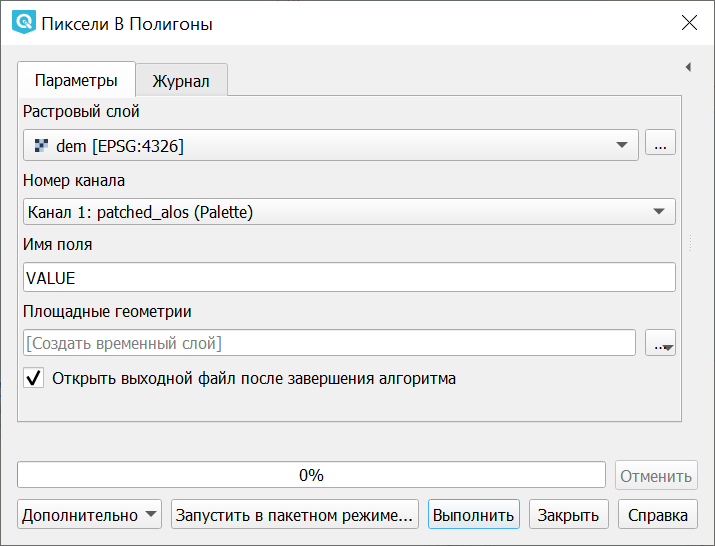 Пиксели В Полигоны
Параметры
Журнал
Растровый слой
dem [EPSG:4326]
...
Номер канала
Канал 1: patched_alos (Palette)
Имя поля
VALUE
Площадные геометрии
[Создать временный слой]
...
Открыть выходной файл после завершения алгоритма
0%
Отменить
Дополнительно
Запустить в пакетном режиме...
Выполнить
Закрыть
Справка